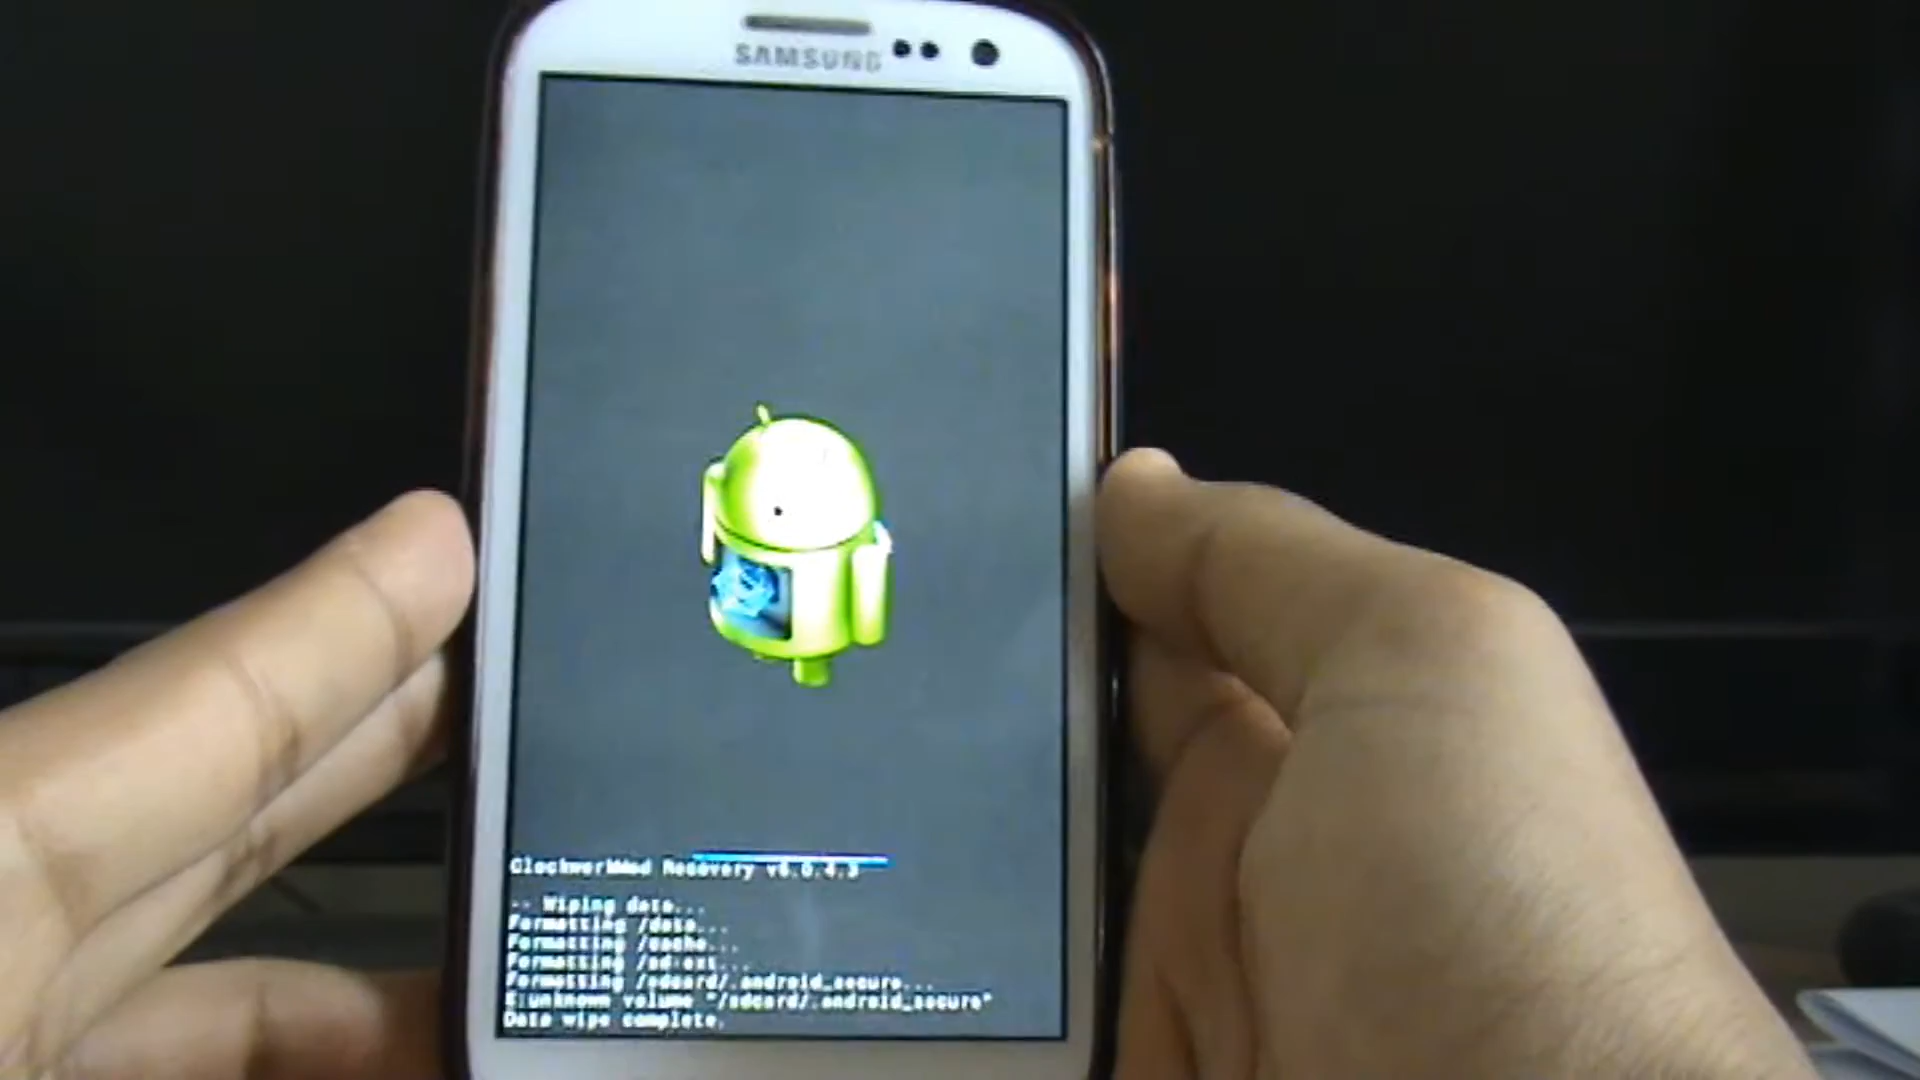 SAMSUNG
ClockworkMod Recovery v6.0.4.3
-- Wiping data...
Formatting /data...
Formatting /cache...
Formatting /sd-ext...
Formatting /sdcard/.android_secure...
E:unknown volume "/sdcard/.android_secure"
Data wipe complete.